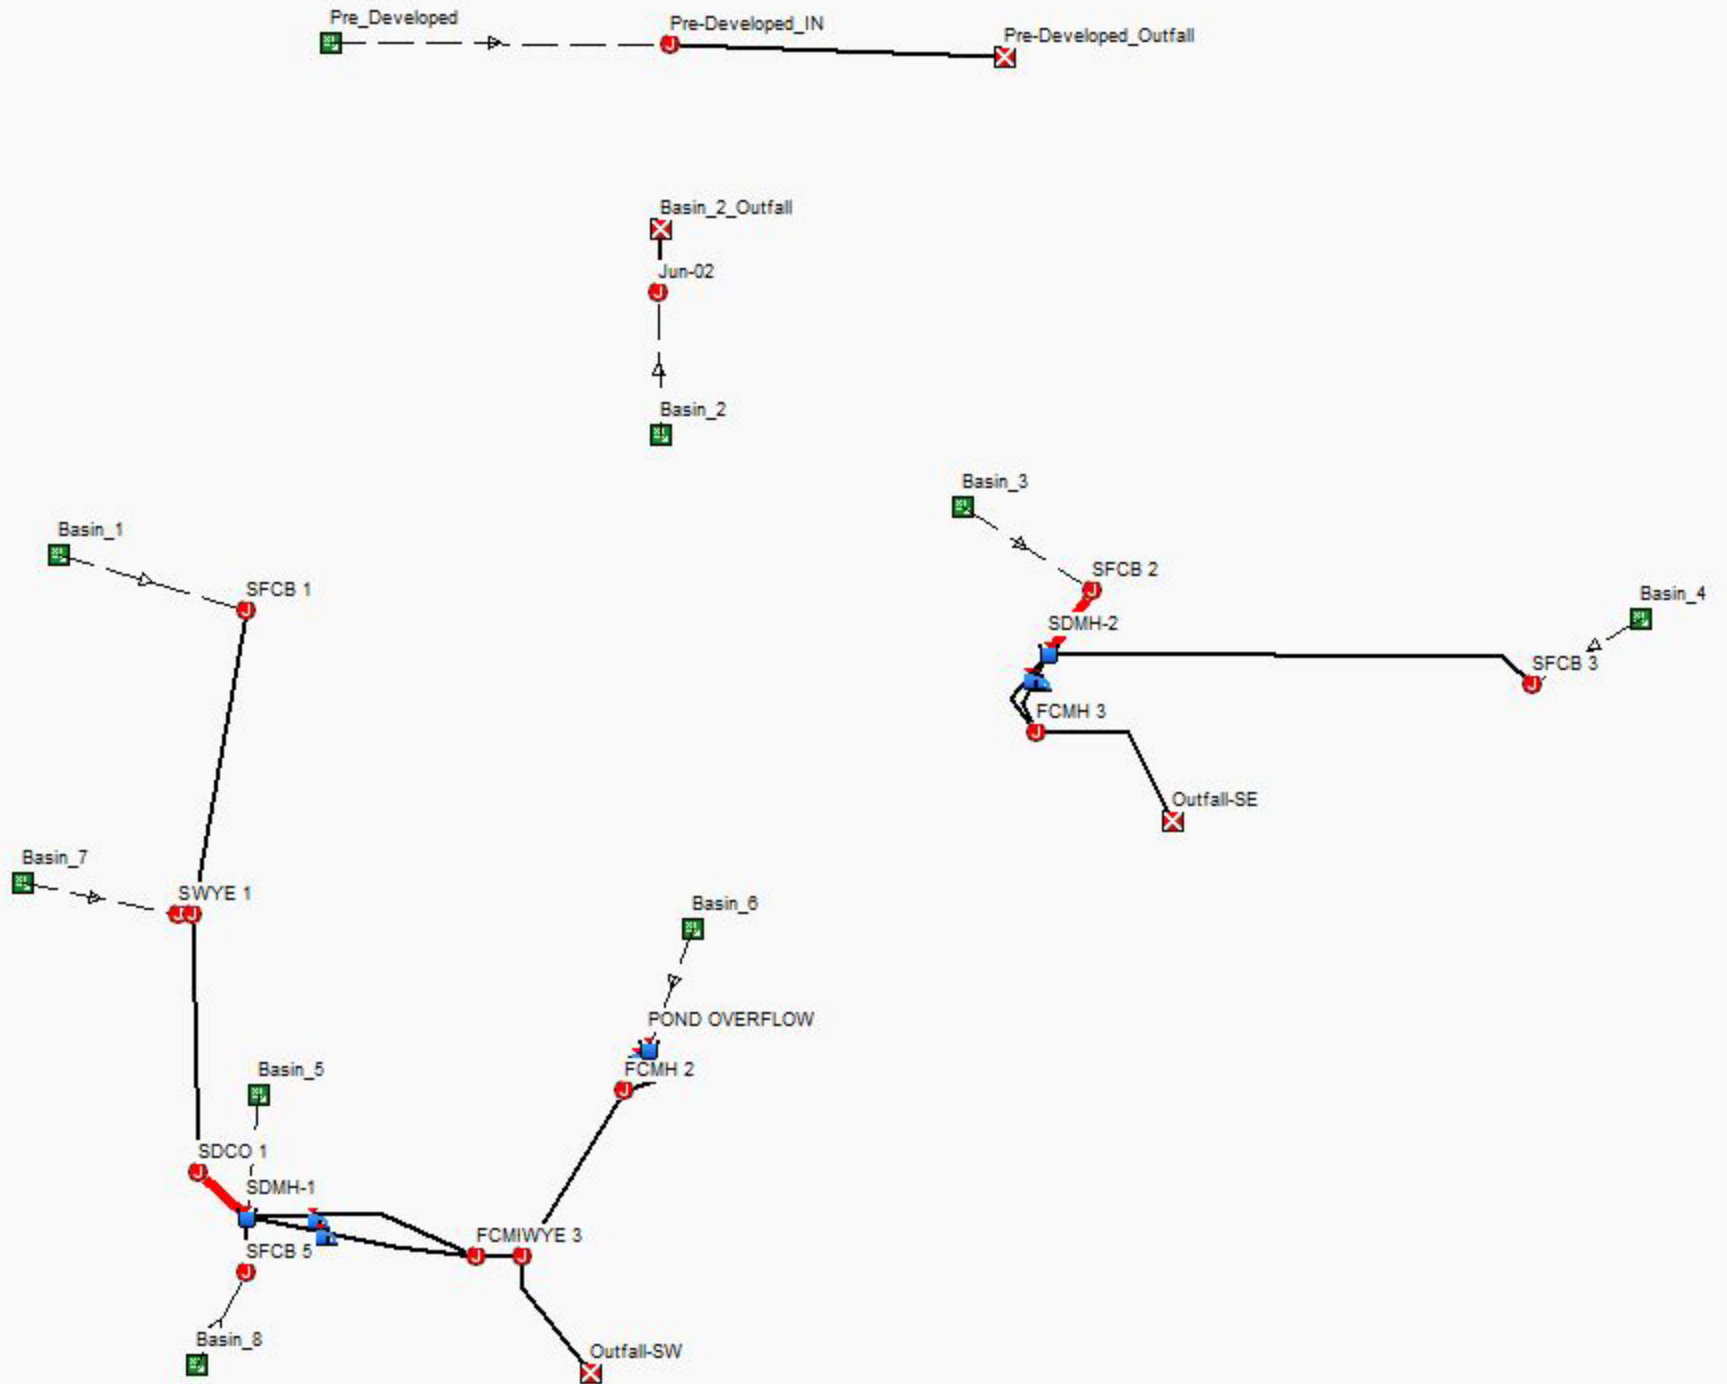 Pre_Developed
Pre-Developed_IN
Pre-Developed_Outfall
Basin_2_Outfall
Jun-02
Basin_2
Basin_3
Basin_1
SFCB 2
SFCB 1
Basin_4
SDMH-2
SFCB 3
FCMH 3
Outfall-SE
Basin_7
SWYE 1
Basin_6
POND OVERFLOW
Basin_5
FCMH 2
SDCO 1
SDMH-1
FCMIWYE 3
SFCB 5
Basin_8
Outfall-SW